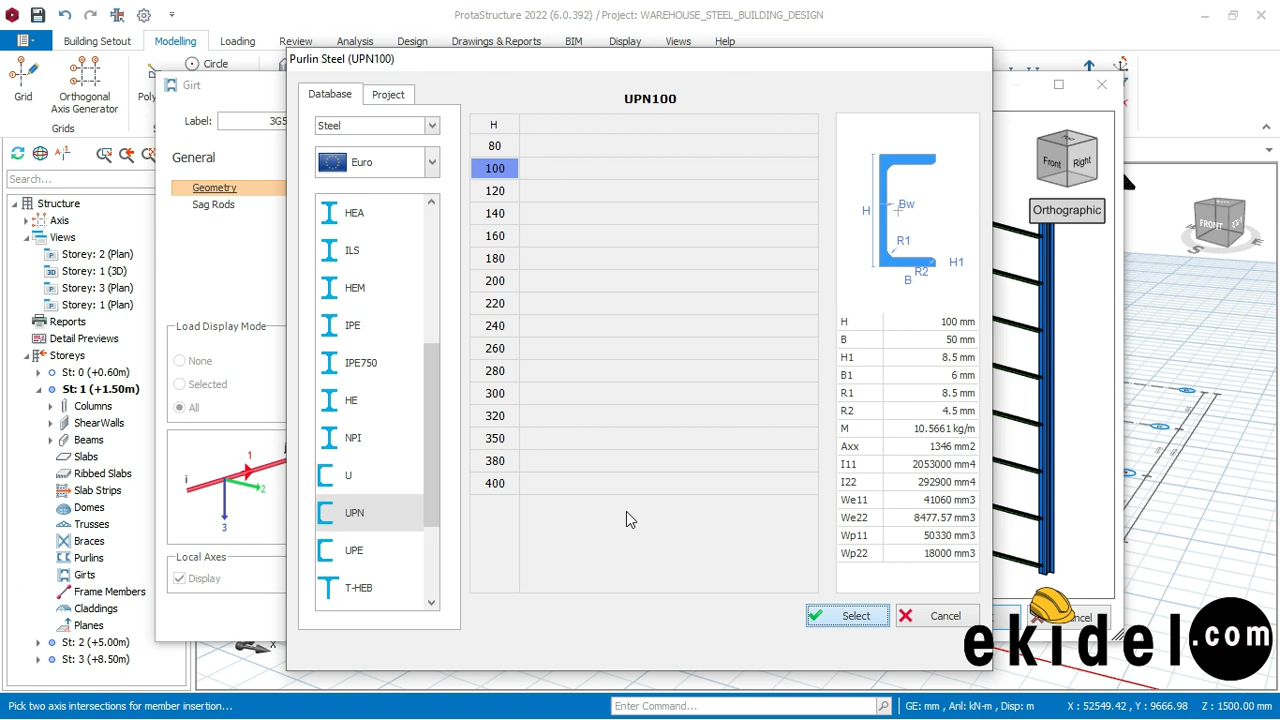 ProtaStructure 2022 (6.0.392) / Project: WAREHOUSE_STEEL_BUILDING_DESIGN
Building Setout Modelling Loading Review Analysis Design Drawings & Reports BIM Display Views Help
Grid
Orthogonal
Axis Generator
Circle
Grids
Search...
Structure
Axis
Views
Storey: 2 (Plan)
Storey: 1 (3D)
Storey: 3 (Plan)
Storey: 1 (Plan)
Reports
Detail Previews
Storeys
St: 0 (+0.60m)
St: 1 (+1.50m)
Columns
ShearWalls
Beams
Slabs
Ribbed Slabs
Slab Strips
Domes
Trusses
Braces
Purlins
Girts
Frame Members
Claddings
Planes
St: 2 (+5.00m)
St: 3 (+8.50m)
Girt
Label: 3G5
General
Geometry
Sag Rods
Load Display Mode
None
Selected
All
i
1
2
3
Local Axes
Display
Purlin Steel (UPN100)
Database Project
Steel
Euro
HEA
ILS
HEM
IPE
IPE750
HE
NPI
U
UPN
UPE
T-HEB
UPN100
H
80
100
120
140
160
180
200
220
240
260
280
300
320
350
380
400
H
Bw
R1
H1
R2
B
H 100 mm
B 50 mm
H1 8.5 mm
B1 6 mm
R1 8.5 mm
R2 4.5 mm
M 10.5661 kg/m
Axx 1346 mm2
I11 2053000 mm4
I22 292900 mm4
We11 41060 mm3
We22 8477.57 mm3
Wp11 50330 mm3
Wp22 18000 mm3
Select Cancel
Front Right
Orthographic
FRONT
S
E
X
ekidel.com
Pick two axis intersections for member insertion...
Enter Command...
GE: mm , Anl: kN-m , Disp: m
X : 52549.42 , Y : 9666.98
Z : 1500.00 mm